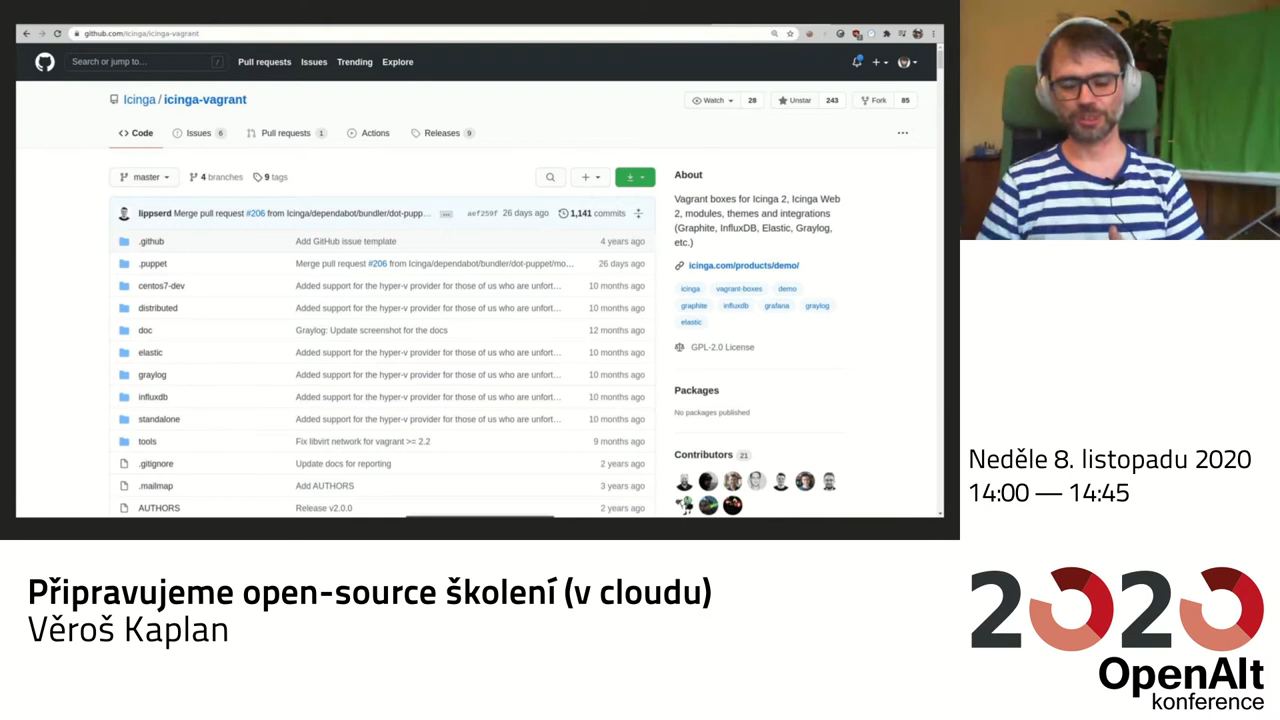 github.com/icinga/icinga-vagrant
Search or jump to... / Pull requests Issues Trending Explore
Icinga / icinga-vagrant Watch 28 Unstar 243 Fork 85
Code Issues 6 Pull requests 1 Actions Releases 9
master 4 branches 9 tags
lippserd Merge pull request #206 from Icinga/dependabot/bundler/dot-pupp... aef259f 26 days ago 1,141 commits
.github Add GitHub issue template 4 years ago
.puppet Merge pull request #206 from Icinga/dependabot/bundler/dot-puppet/mo... 26 days ago
centos7-dev Added support for the hyper-v provider for those of us who are unfort... 10 months ago
distributed Added support for the hyper-v provider for those of us who are unfort... 10 months ago
doc Graylog: Update screenshot for the docs 12 months ago
elastic Added support for the hyper-v provider for those of us who are unfort... 10 months ago
graylog Added support for the hyper-v provider for those of us who are unfort... 10 months ago
influxdb Added support for the hyper-v provider for those of us who are unfort... 10 months ago
standalone Added support for the hyper-v provider for those of us who are unfort... 10 months ago
tools Fix libvirt network for vagrant >= 2.2 9 months ago
.gitignore Update docs for reporting 2 years ago
.mailmap Add AUTHORS 3 years ago
AUTHORS Release v2.0.0 2 years ago
About
Vagrant boxes for Icinga 2, Icinga Web
2, modules, themes and integrations
(Graphite, InfluxDB, Elastic, Graylog,
etc.)
icinga.com/products/demo/
icinga vagrant-boxes demo
graphite influxdb grafana graylog
elastic
GPL-2.0 License
Packages
No packages published
Contributors 21
Neděle 8. listopadu 2020
14:00 — 14:45
Připravujeme open-source školení (v cloudu)
Věroš Kaplan
2020
OpenAlt
konference